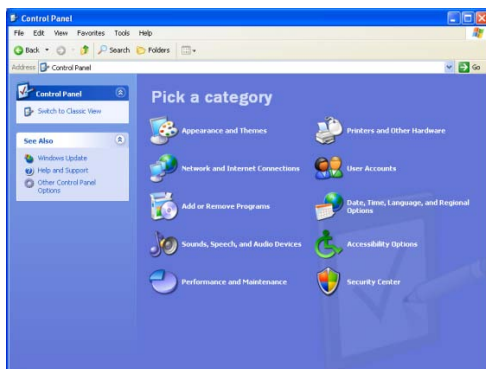 Control Panel
File Edit View Favorites Tools Help
Back Search Folders
Address Control Panel Go
Control Panel
Switch to Classic View
See Also
Windows Update
Help and Support
Other Control Panel
Options
Pick a category
Appearance and Themes
Printers and Other Hardware
Network and Internet Connections
User Accounts
Add or Remove Programs
Date, Time, Language, and Regional
Options
Sounds, Speech, and Audio Devices
Accessibility Options
Performance and Maintenance
Security Center